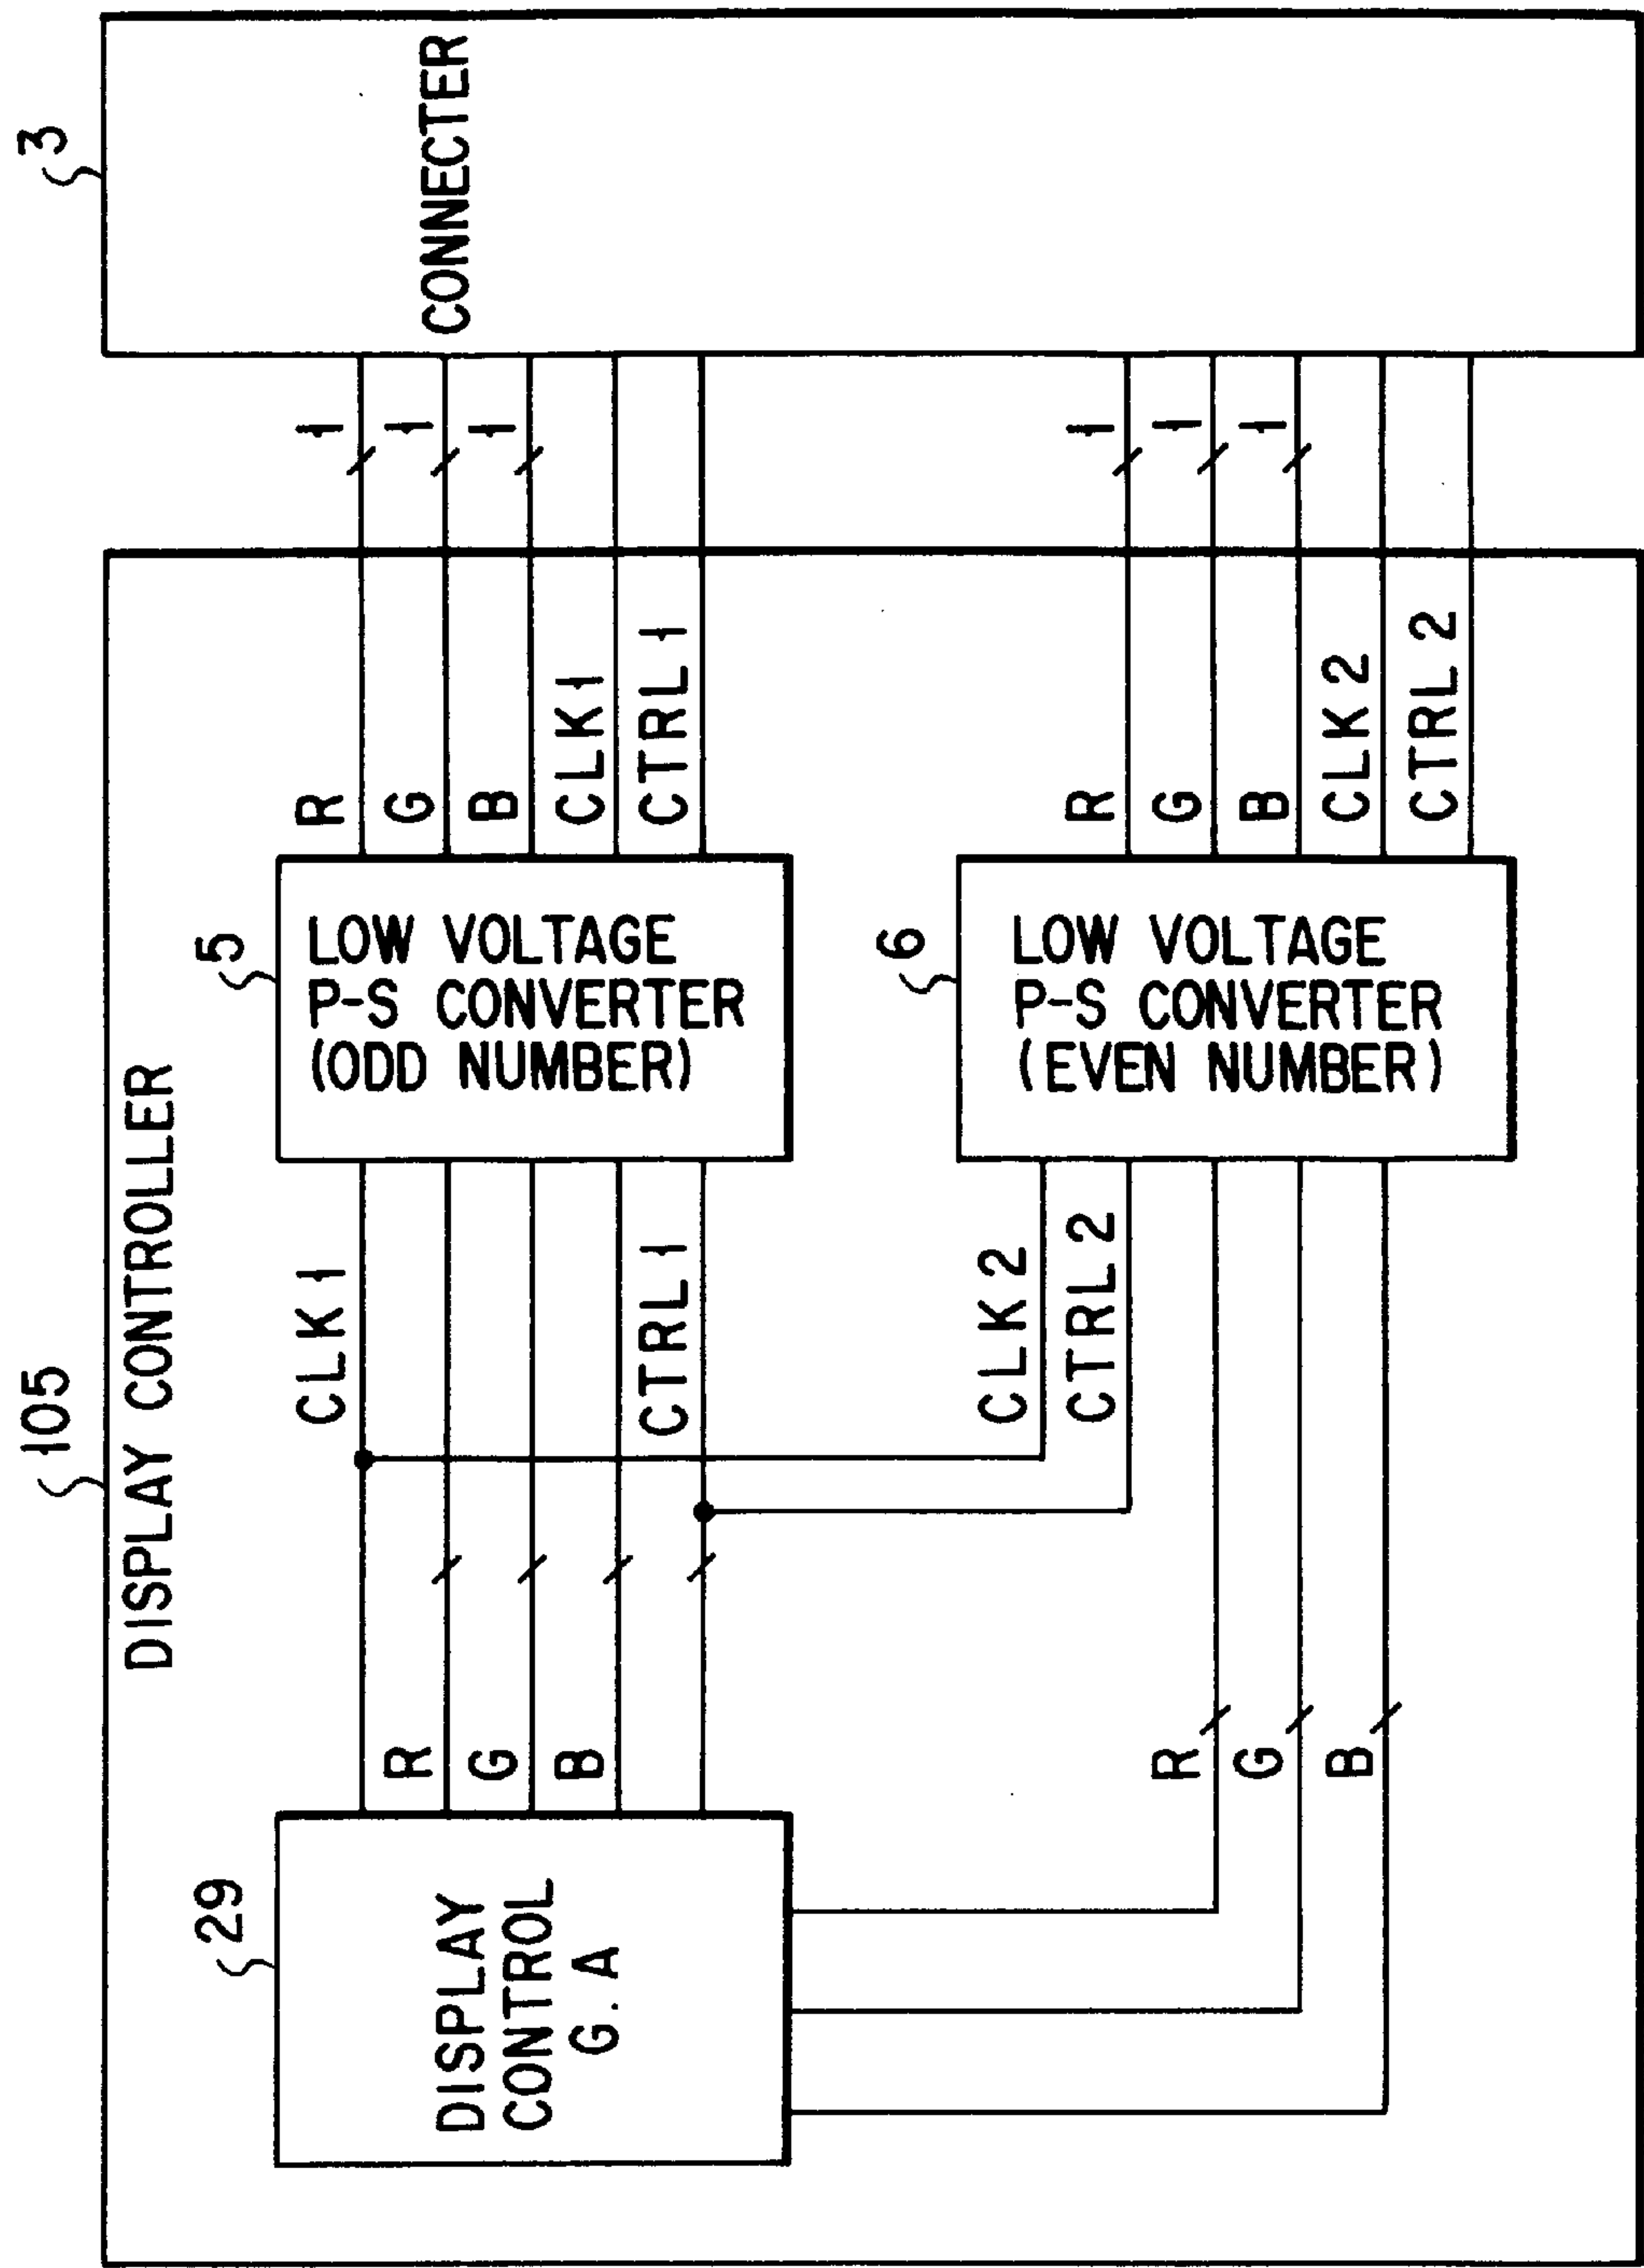 105
DISPLAY CONTROLLER
3
CONNECTER
29
DISPLAY
CONTROL
G. A
CLK1
R
G
B
CTRL1
5
LOW VOLTAGE
P-S CONVERTER
(ODD NUMBER)
R
G
B
CLK1
CTRL1
1
1
1
CLK2
CTRL2
R
G
B
6
LOW VOLTAGE
P-S CONVERTER
(EVEN NUMBER)
R
G
B
CLK2
CTRL2
1
1
1